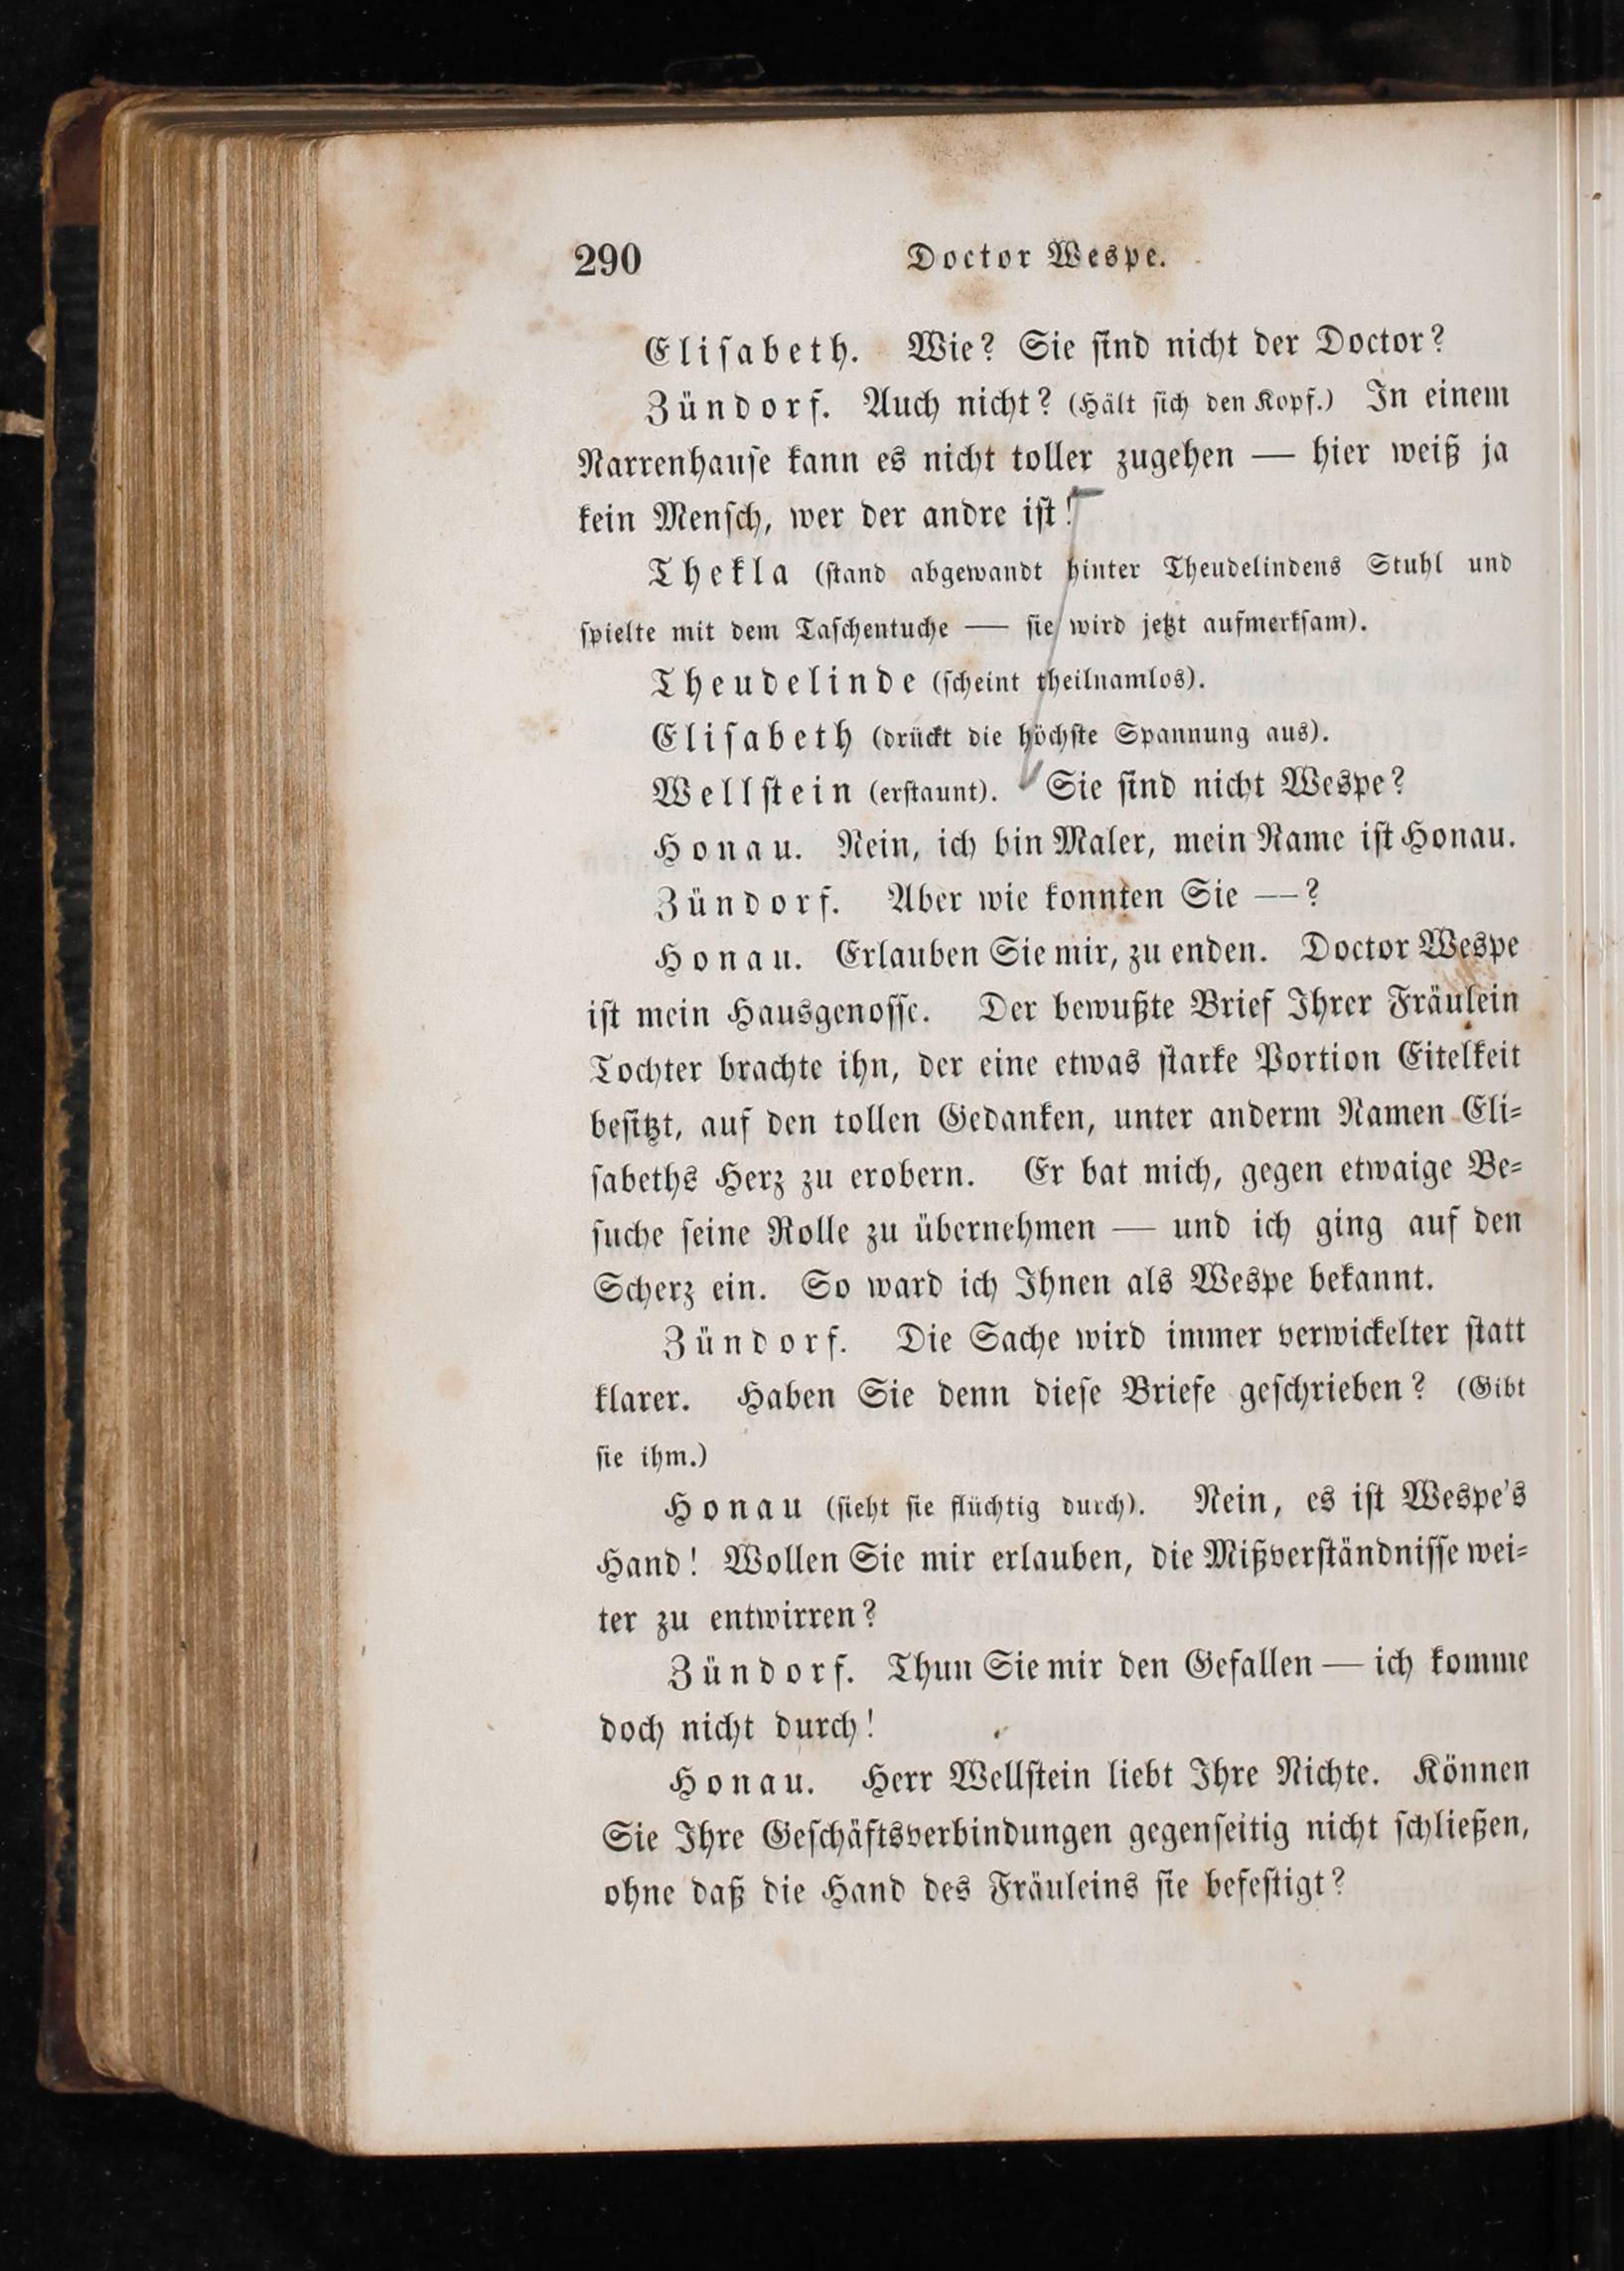 290 Doctor Wespe.
Eliſabeth. Wie? Sie ſind nicht der Doctor?
Zündorf. Auch nicht? (Hält ſich den Kopf.) In einem
Narrenhauſe kann es nicht toller zugehen — hier weiß ja
kein Menſch, wer der andre iſt!
Thekla (ſtand abgewandt hinter Theudelindens Stuhl und
ſpielte mit dem Taſchentuche — ſie wird jetzt aufmerkſam).
Theudelinde (ſcheint theilnamlos).
Eliſabeth (drückt die höchſte Spannung aus).
Wellſtein (erſtaunt). Sie ſind nicht Wespe?
Honau. Nein, ich bin Maler, mein Name iſt Honau.
Zündorf. Aber wie konnten Sie —?
Honau. Erlauben Sie mir, zu enden. Doctor Wespe
iſt mein Hausgenoſſe. Der bewußte Brief Ihrer Fräulein
Tochter brachte ihn, der eine etwas ſtarke Portion Eitelkeit
beſitzt, auf den tollen Gedanken, unter anderm Namen Eli⸗
ſabeths Herz zu erobern. Er bat mich, gegen etwaige Be⸗
ſuche ſeine Rolle zu übernehmen — und ich ging auf den
Scherz ein. So ward ich Ihnen als Wespe bekannt.
Zündorf. Die Sache wird immer verwickelter ſtatt
klarer. Haben Sie denn dieſe Briefe geſchrieben? (Gibt
ſie ihm.)
Honau (ſieht ſie flüchtig durch). Nein, es iſt Wespe's
Hand! Wollen Sie mir erlauben, die Mißverſtändniſſe wei⸗
ter zu entwirren?
Zündorf. Thun Sie mir den Gefallen — ich komme
doch nicht durch!
Honau. Herr Wellſtein liebt Ihre Nichte. Können
Sie Ihre Geſchäftsverbindungen gegenſeitig nicht ſchließen,
ohne daß die Hand des Fräuleins ſie befeſtigt?